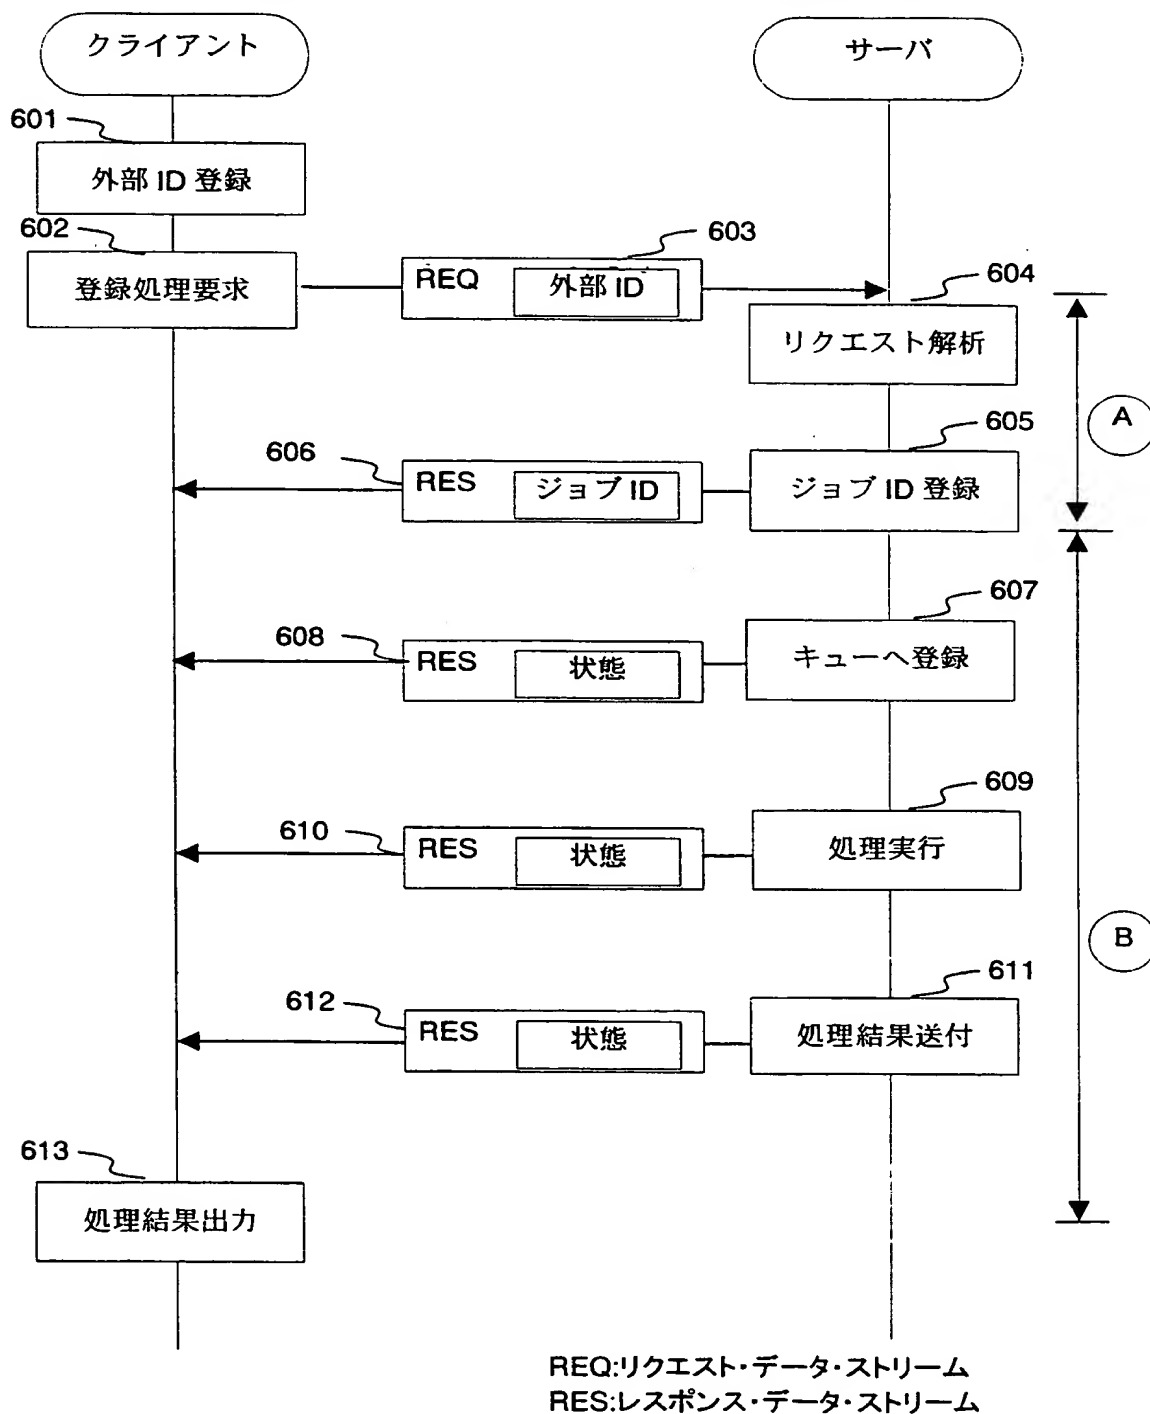 クライアント
サーバ
601
外部 ID 登録
602
登録処理要求
603
REQ
外部 ID
604
リクエスト解析
A
605
ジョブ ID 登録
606
RES
ジョブ ID
607
キューへ登録
608
RES
状態
609
処理実行
610
RES
状態
B
611
処理結果送付
612
RES
状態
613
処理結果出力
REQ:リクエスト・データ・ストリーム
RES:レスポンス・データ・ストリーム